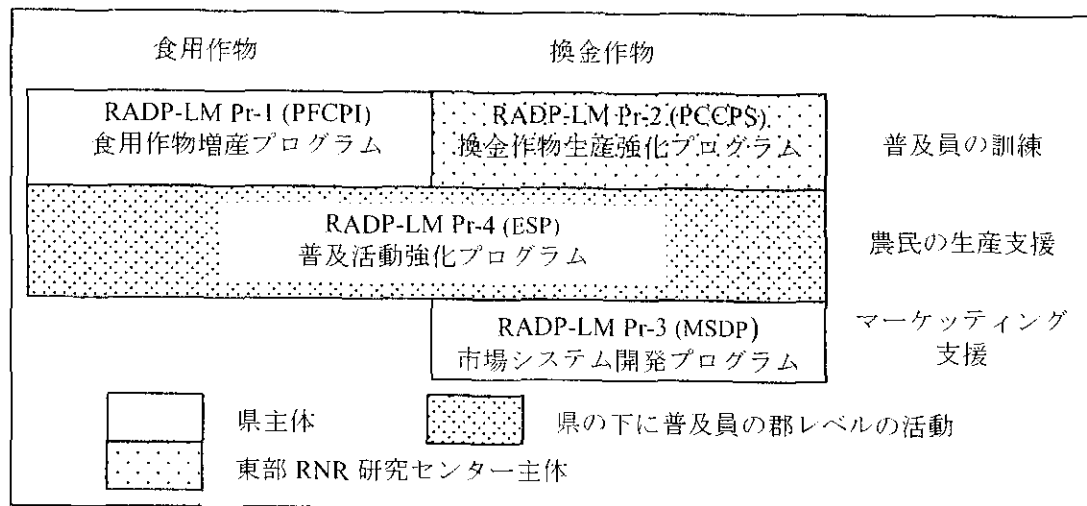 食用作物 換金作物
RADP-LM Pr-1 (PFCPI) RADP-LM Pr-2 (PCCPS)
食用作物増産プログラム 換金作物生産強化プログラム 普及員の訓練
RADP-LM Pr-4 (ESP)
普及活動強化プログラム 農民の生産支援
RADP-LM Pr-3 (MSDP) マーケッティング
市場システム開発プログラム 支援
県主体 県の下に普及員の郡レベルの活動
東部 RNR 研究センター主体